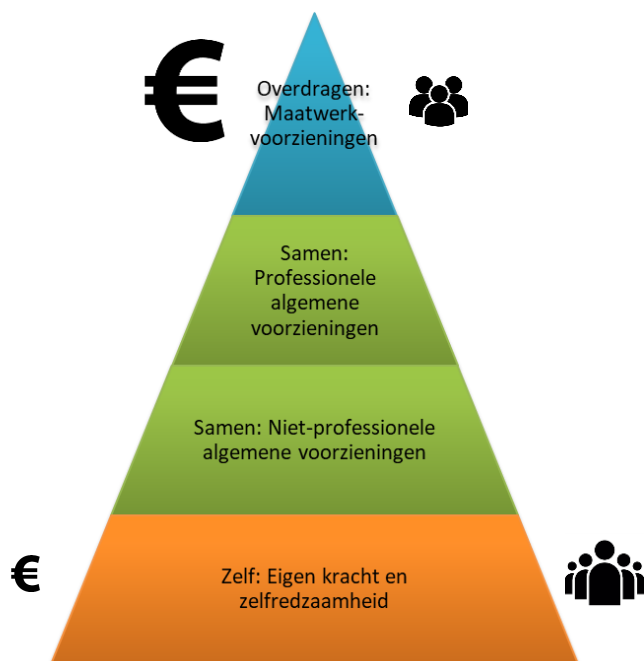 €
Overdragen:
Maatwerk-
voorzieningen
Samen:
Professionele
algemene
voorzieningen
Samen: Niet-professionele
algemene voorzieningen
€
Zelf: Eigen kracht en
zelfredzaamheid